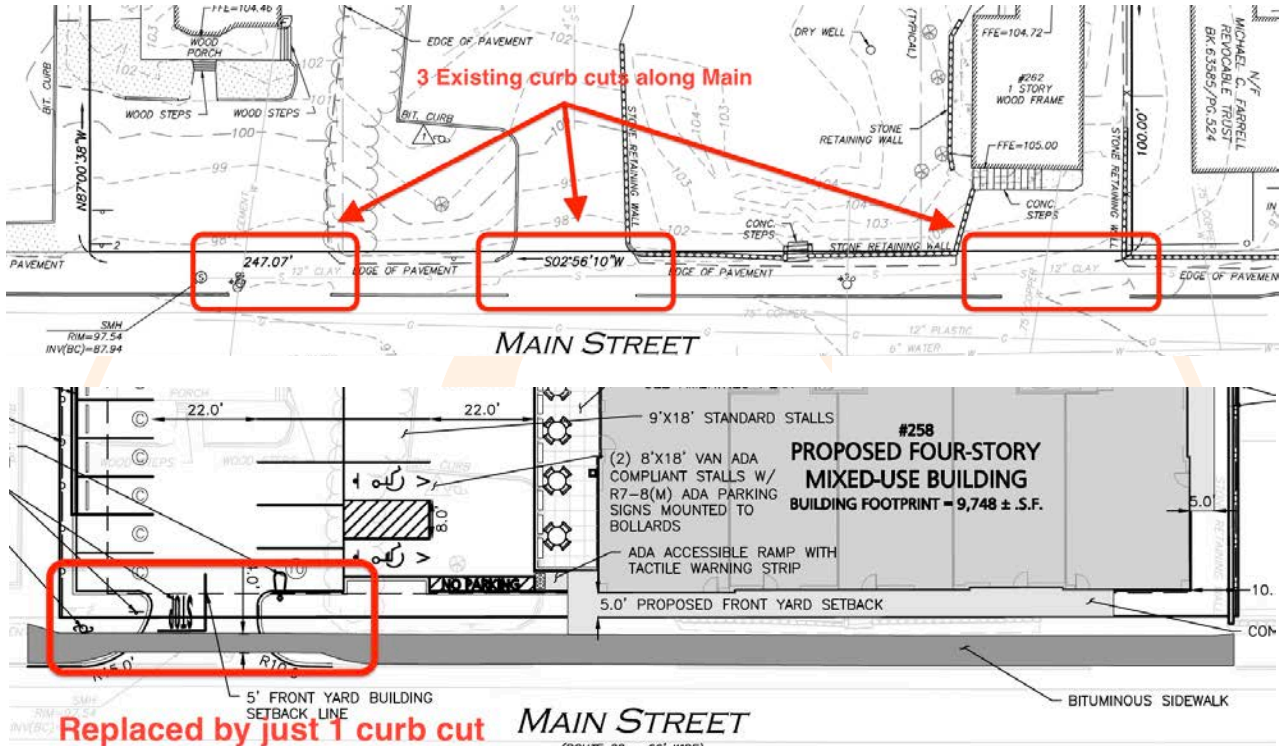 FFE=104.46
WOOD
PORCH
EDGE OF PAVEMENT
BIT. CURB
WOOD STEPS
WOOD STEPS
N87°00'38"W
3 Existing curb cuts along Main
BIT. CURB
STONE RETAINING WALL
DRY WELL
(TYPICAL)
FFE=104.72
#262
1 STORY
WOOD FRAME
STONE
RETAINING WALL
FFE=105.00
CONC.
STEPS
STONE RETAINING WALL
100.00'
N/F
MICHAEL C. FARRELL
REVOCABLE TRUST
BK.63585/PG.524
CONC.
STEPS
STONE RETAINING WALL
PAVEMENT
247.07'
12" CLAY
EDGE OF PAVEMENT
S02°56'10"W
EDGE OF PAVEMENT
12" CLAY
EDGE OF PAVEMENT
SMH
RIM=97.54
INV(BC)=87.94
MAIN STREET
.75" COPPER
12" PLASTIC
6" WATER
22.0'
22.0'
9'X18' STANDARD STALLS
(2) 8'X18' VAN ADA
COMPLIANT STALLS W/
R7-8(M) ADA PARKING
SIGNS MOUNTED TO
BOLLARDS
#258
PROPOSED FOUR-STORY
MIXED-USE BUILDING
BUILDING FOOTPRINT = 9,748 ± .S.F.
5.0'
8.0'
ADA ACCESSIBLE RAMP WITH
TACTILE WARNING STRIP
NO PARKING
STOP
5.0' PROPOSED FRONT YARD SETBACK
10.
COM
R15.0'
5' FRONT YARD BUILDING
SETBACK LINE
BITUMINOUS SIDEWALK
Replaced by just 1 curb cut
MAIN STREET